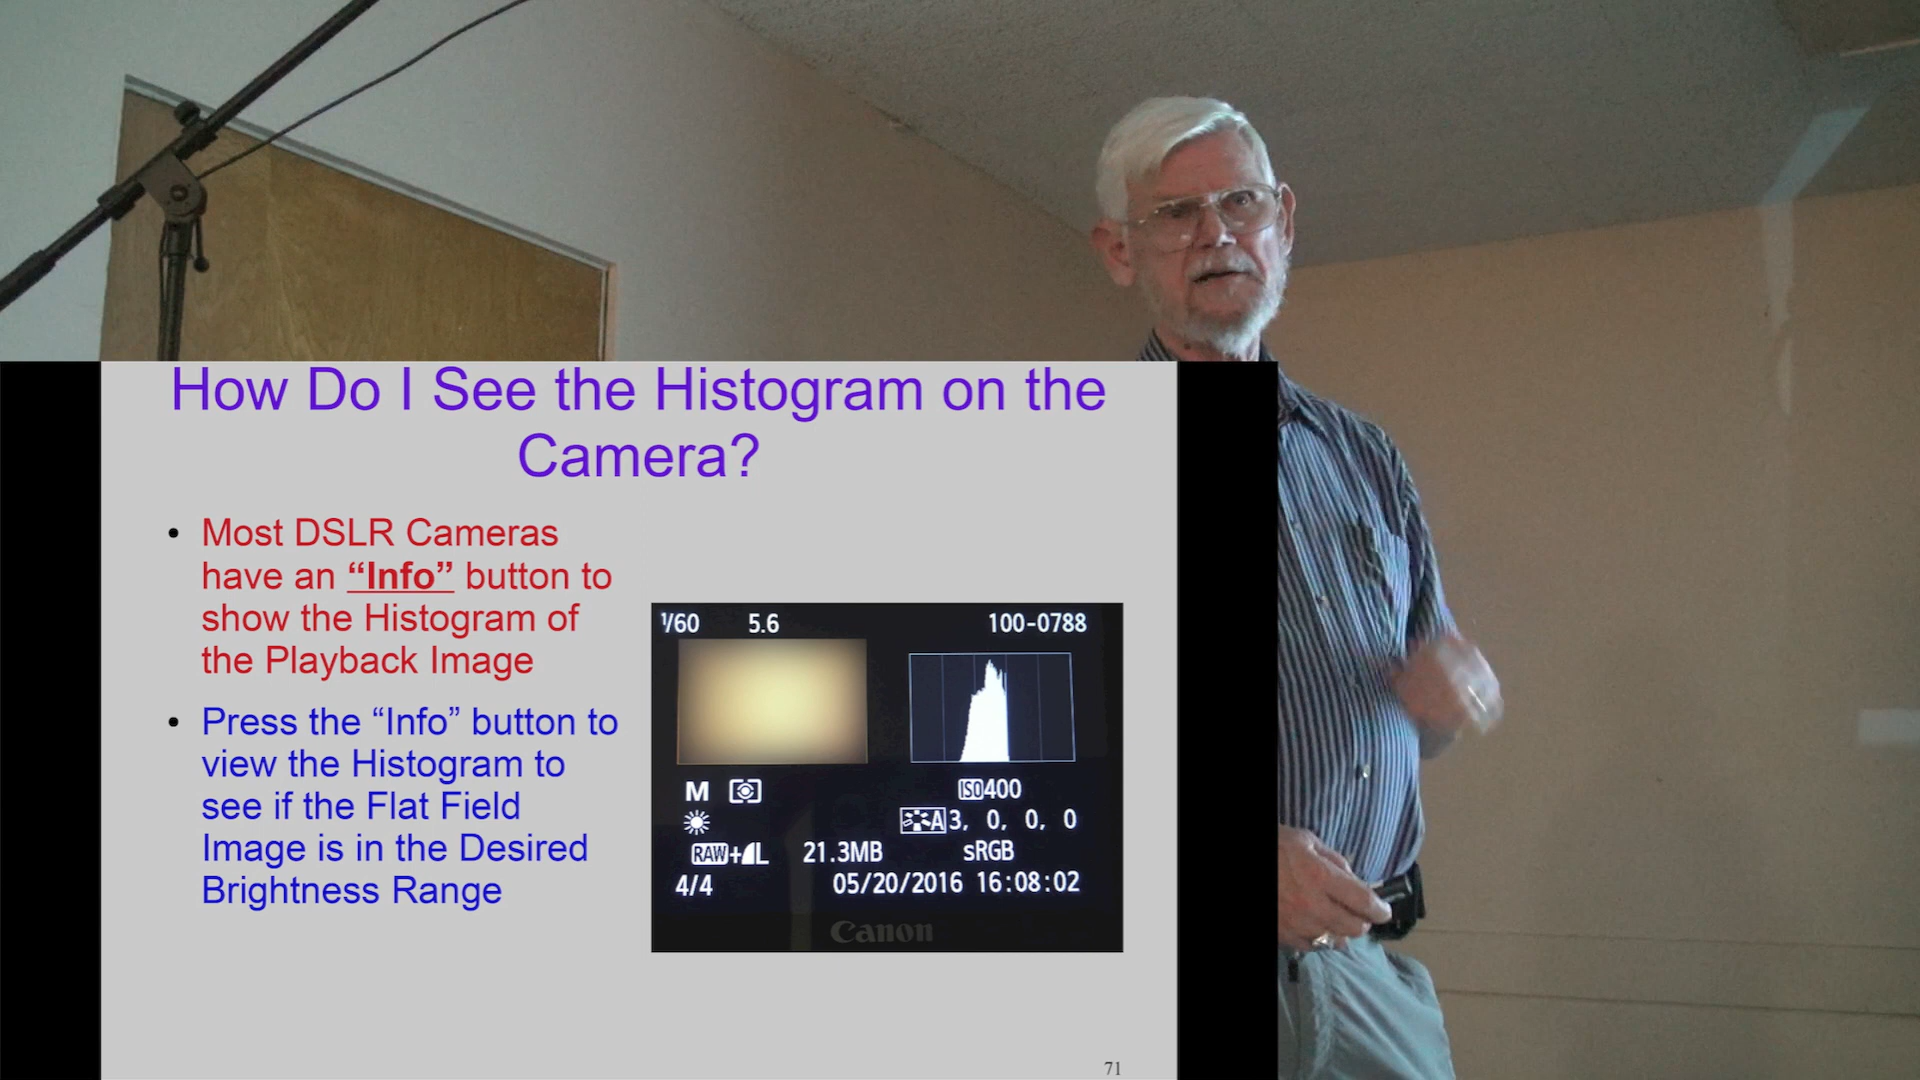 How Do I See the Histogram on the
Camera?
• Most DSLR Cameras
have an “Info” button to
show the Histogram of
the Playback Image
• Press the “Info” button to
view the Histogram to
see if the Flat Field
Image is in the Desired
Brightness Range
1/60 5.6 100-0788
M ISO400
A 3, 0, 0, 0
RAW+L 21.3MB sRGB
4/4 05/20/2016 16:08:02
Canon
71